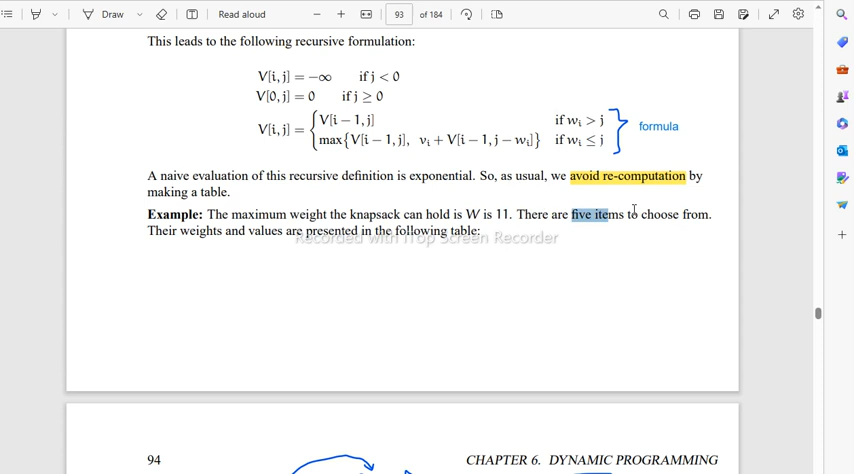 Draw
Read aloud
93
of 184
This leads to the following recursive formulation:
V[i, j] = −∞ if j < 0
V[0, j] = 0 if j ≥ 0
V[i, j] = { V[i − 1, j] if wᵢ > j
max{V[i − 1, j], vᵢ + V[i − 1, j − wᵢ]} if wᵢ ≤ j
formula
A naive evaluation of this recursive definition is exponential. So, as usual, we avoid re-computation by
making a table.
Example: The maximum weight the knapsack can hold is W is 11. There are five items to choose from.
Their weights and values are presented in the following table:
Recorded with iTop Screen Recorder
94
CHAPTER 6. DYNAMIC PROGRAMMING